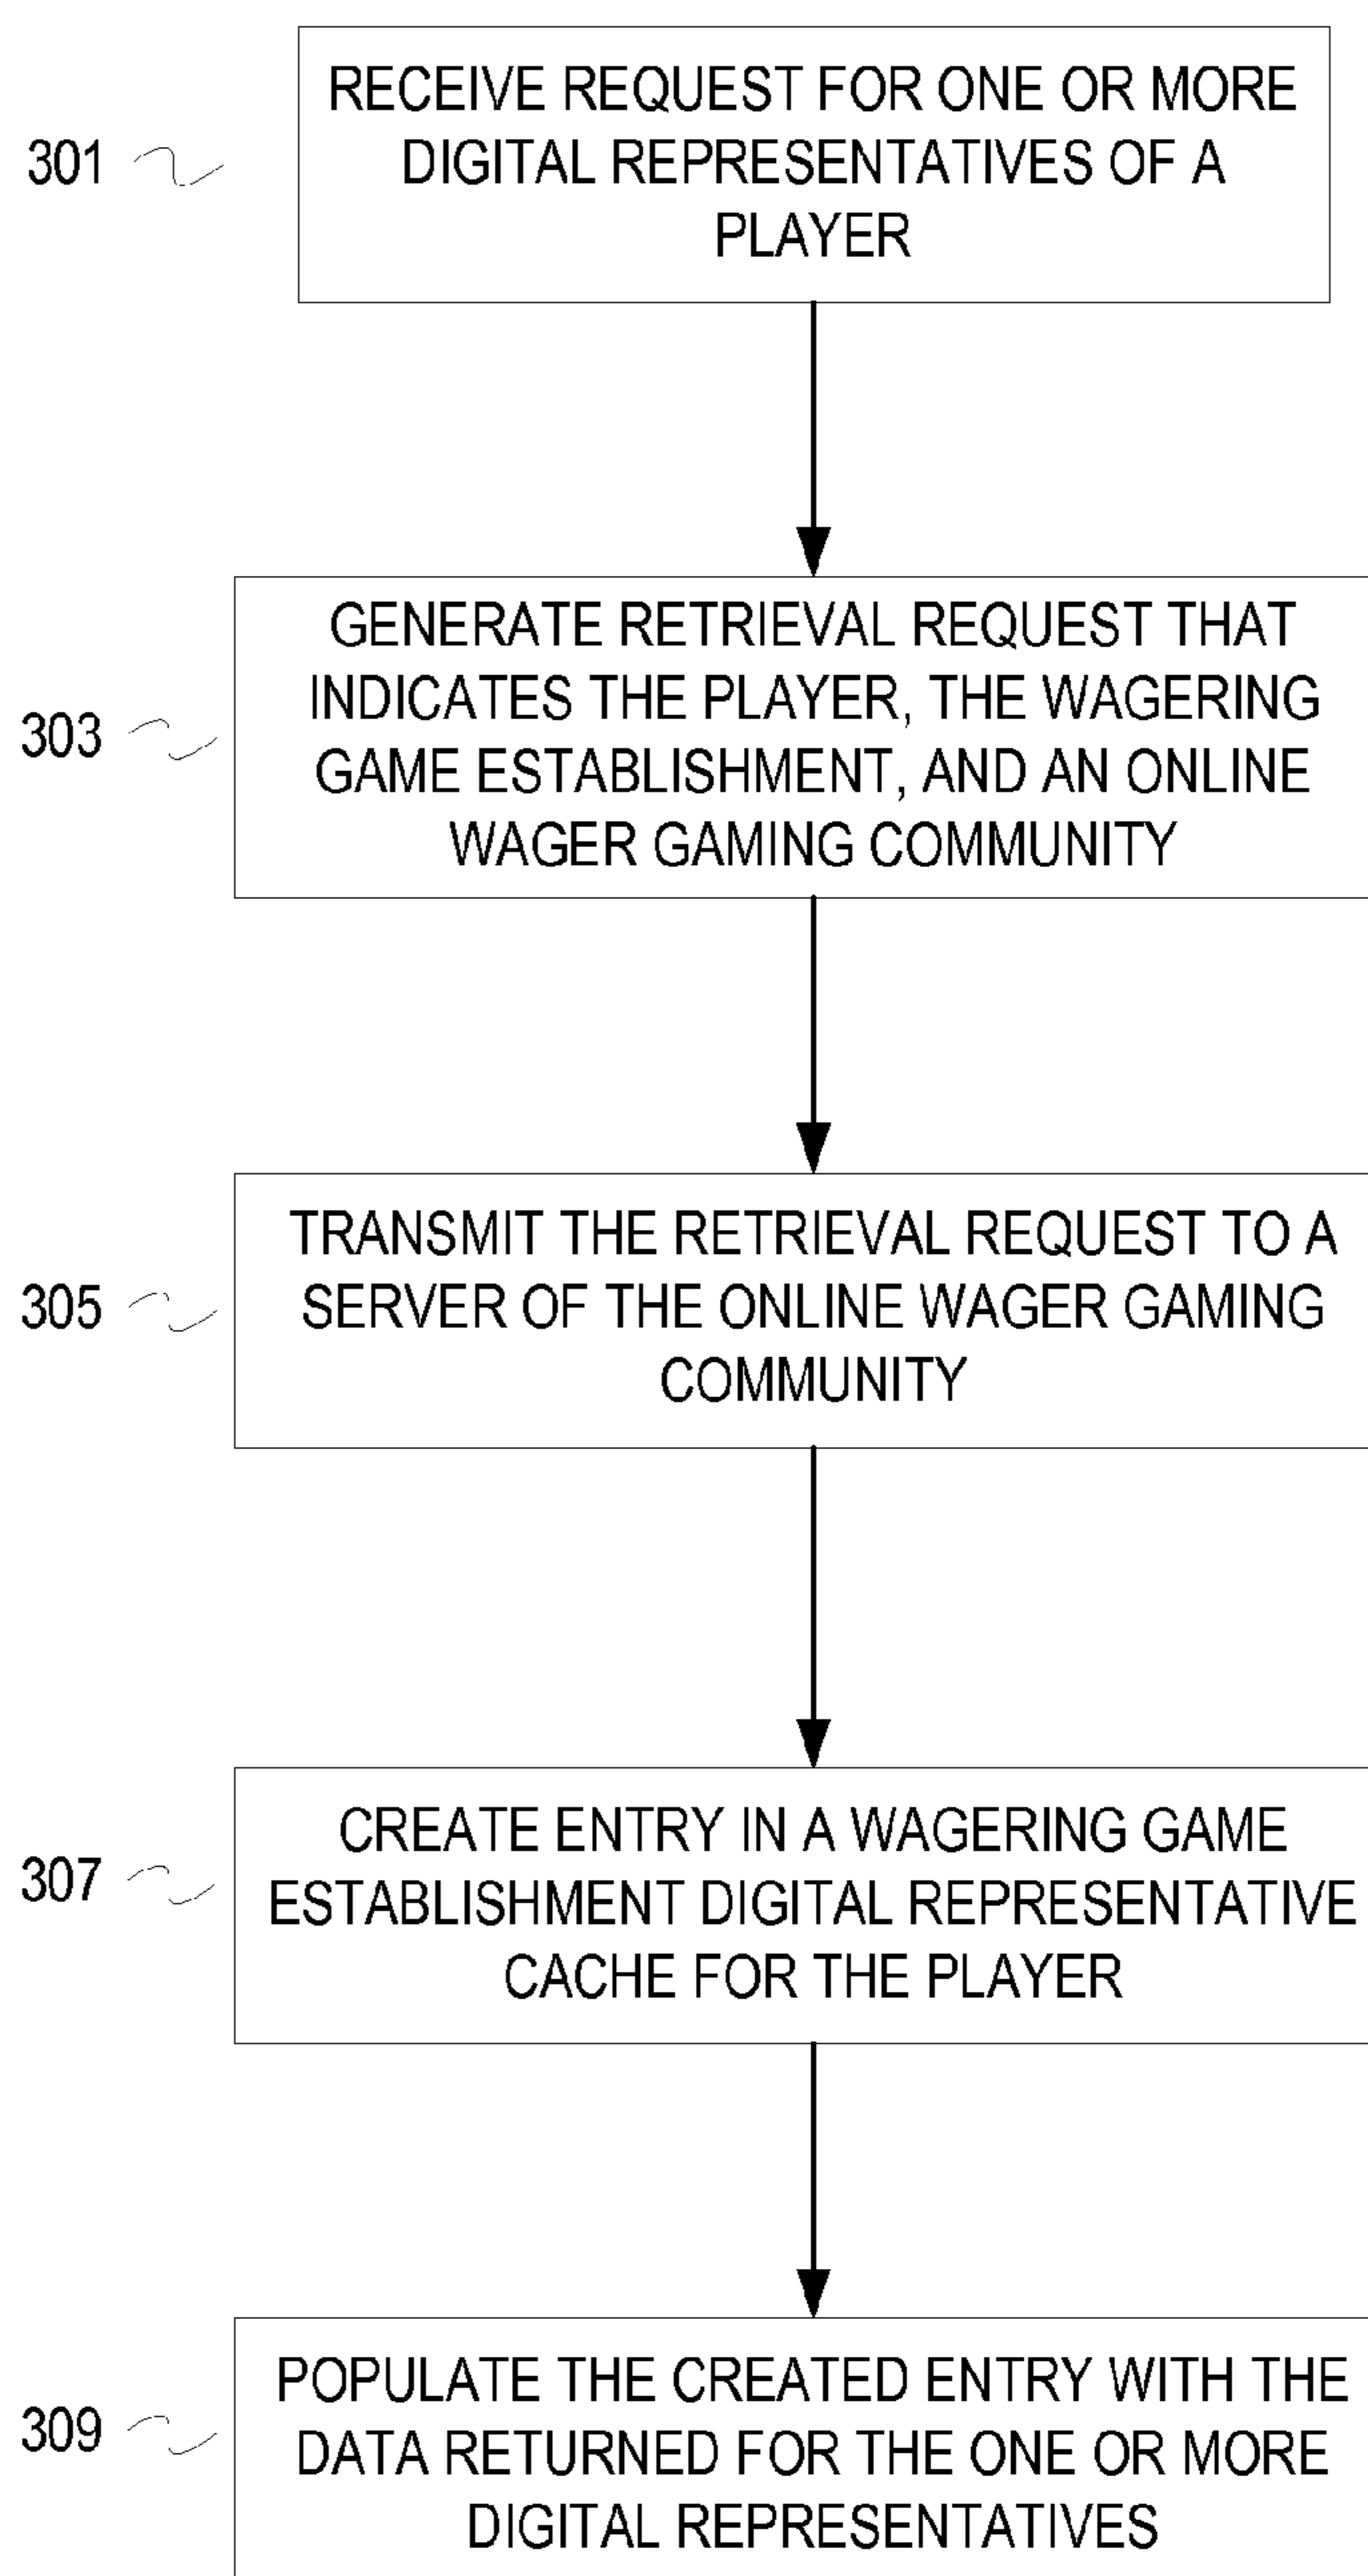 301
RECEIVE REQUEST FOR ONE OR MORE
DIGITAL REPRESENTATIVES OF A
PLAYER
303
GENERATE RETRIEVAL REQUEST THAT
INDICATES THE PLAYER, THE WAGERING
GAME ESTABLISHMENT, AND AN ONLINE
WAGER GAMING COMMUNITY
305
TRANSMIT THE RETRIEVAL REQUEST TO A
SERVER OF THE ONLINE WAGER GAMING
COMMUNITY
307
CREATE ENTRY IN A WAGERING GAME
ESTABLISHMENT DIGITAL REPRESENTATIVE
CACHE FOR THE PLAYER
309
POPULATE THE CREATED ENTRY WITH THE
DATA RETURNED FOR THE ONE OR MORE
DIGITAL REPRESENTATIVES